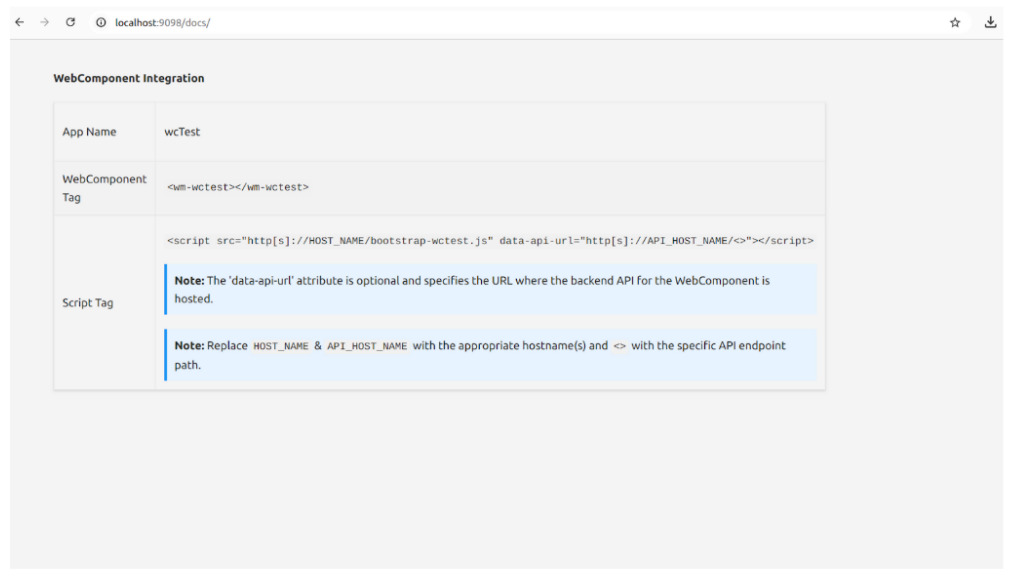 localhost:9098/docs/
WebComponent Integration
App Name
wcTest
WebComponent
Tag
<wm-wctest></wm-wctest>
Script Tag
<script src="http[s]://HOST_NAME/bootstrap-wctest.js" data-api-url="http[s]://API_HOST_NAME/<>"></script>
Note: The 'data-api-url' attribute is optional and specifies the URL where the backend API for the WebComponent is
hosted.
Note: Replace HOST_NAME & API_HOST_NAME with the appropriate hostname(s) and <> with the specific API endpoint
path.